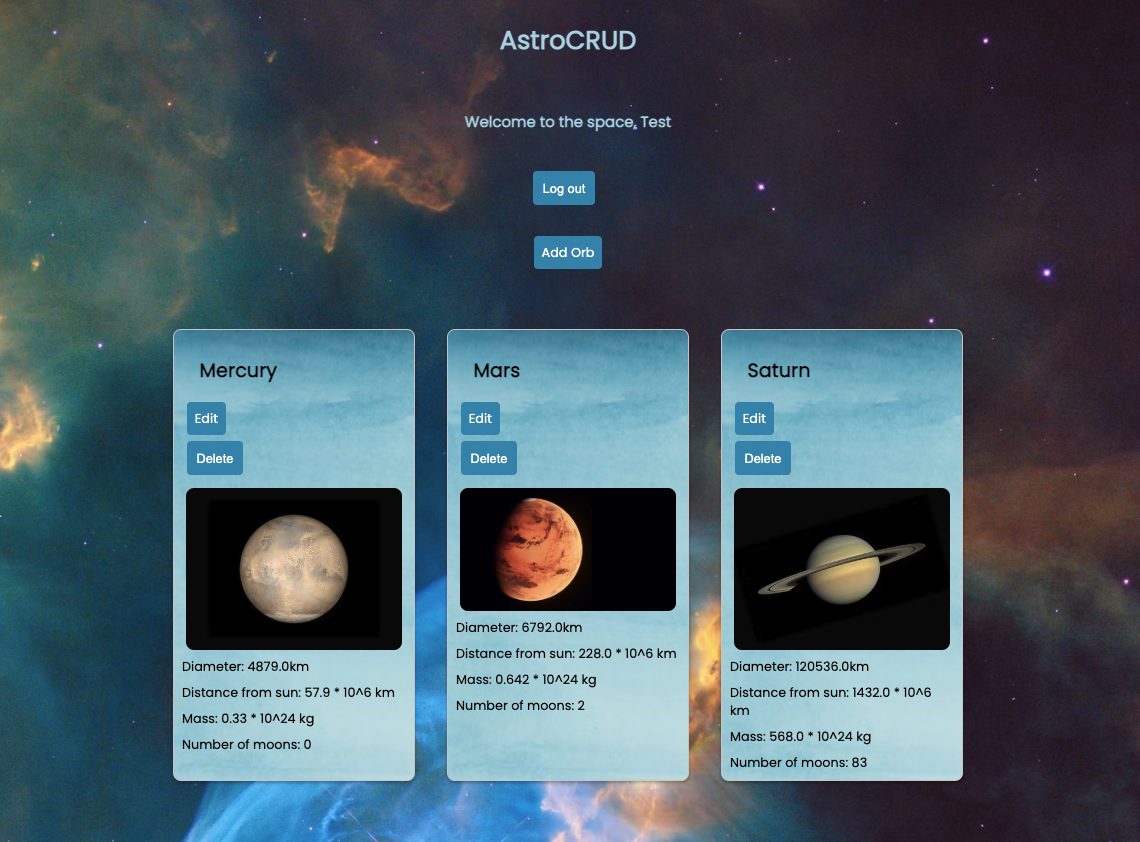 AstroCRUD
Welcome to the space, Test
Log out
Add Orb
Mercury
Edit
Delete
Diameter: 4879.0km
Distance from sun: 57.9 * 10^6 km
Mass: 0.33 * 10^24 kg
Number of moons: 0
Mars
Edit
Delete
Diameter: 6792.0km
Distance from sun: 228.0 * 10^6 km
Mass: 0.642 * 10^24 kg
Number of moons: 2
Saturn
Edit
Delete
Diameter: 120536.0km
Distance from sun: 1432.0 * 10^6
km
Mass: 568.0 * 10^24 kg
Number of moons: 83